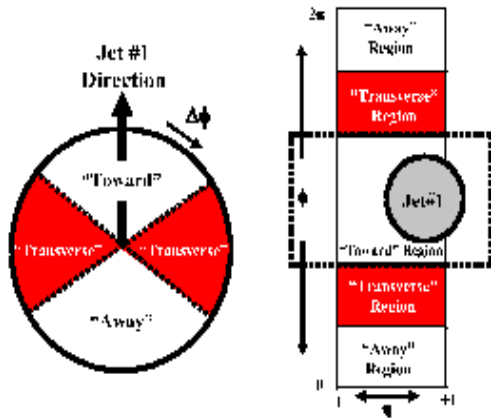 Jet #1
Direction
Δϕ
“Toward”
“Transverse”
“Transverse”
“Away”
2π
“Away”
Region
“Transverse”
Region
Jet#1
“Toward” Region
“Transverse”
Region
“Away”
Region
0
η
+1